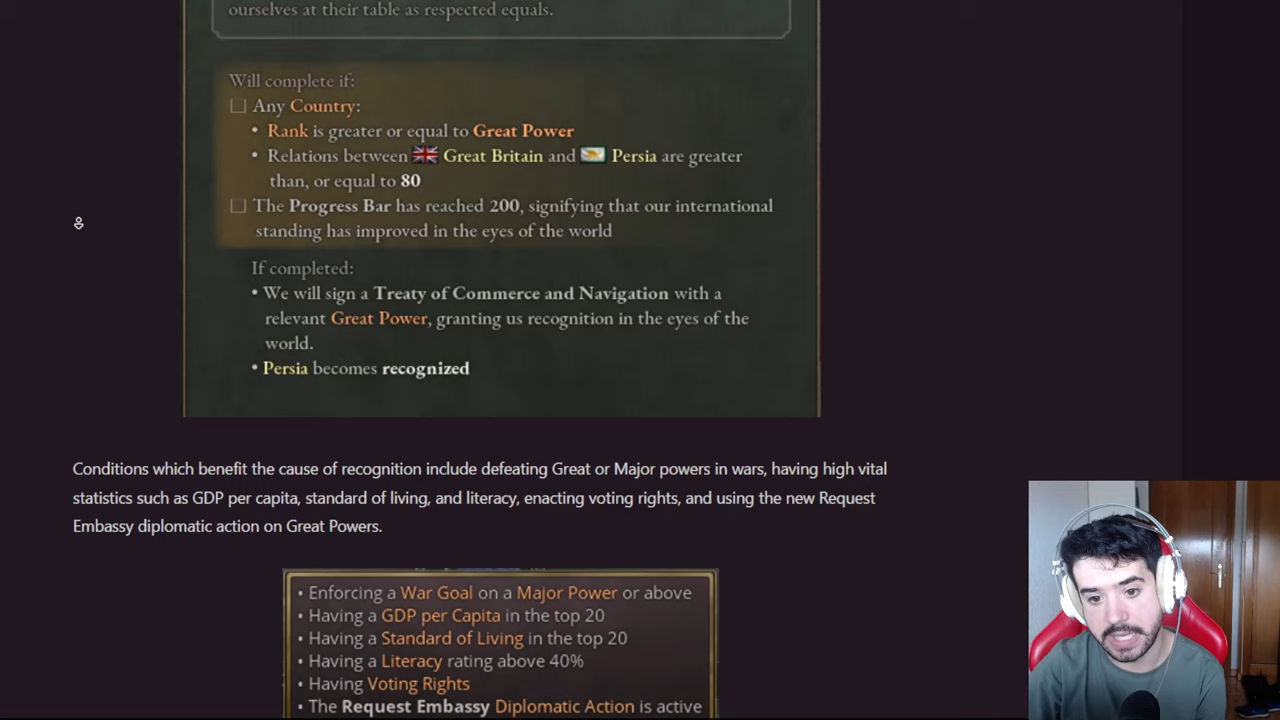 ourselves at their table as respected equals.
Will complete if:
Any Country:
• Rank is greater or equal to Great Power
• Relations between Great Britain and Persia are greater
than, or equal to 80
The Progress Bar has reached 200, signifying that our international
standing has improved in the eyes of the world
If completed:
• We will sign a Treaty of Commerce and Navigation with a
relevant Great Power, granting us recognition in the eyes of the
world.
• Persia becomes recognized
Conditions which benefit the cause of recognition include defeating Great or Major powers in wars, having high vital
statistics such as GDP per capita, standard of living, and literacy, enacting voting rights, and using the new Request
Embassy diplomatic action on Great Powers.
• Enforcing a War Goal on a Major Power or above
• Having a GDP per Capita in the top 20
• Having a Standard of Living in the top 20
• Having a Literacy rating above 40%
• Having Voting Rights
• The Request Embassy Diplomatic Action is active